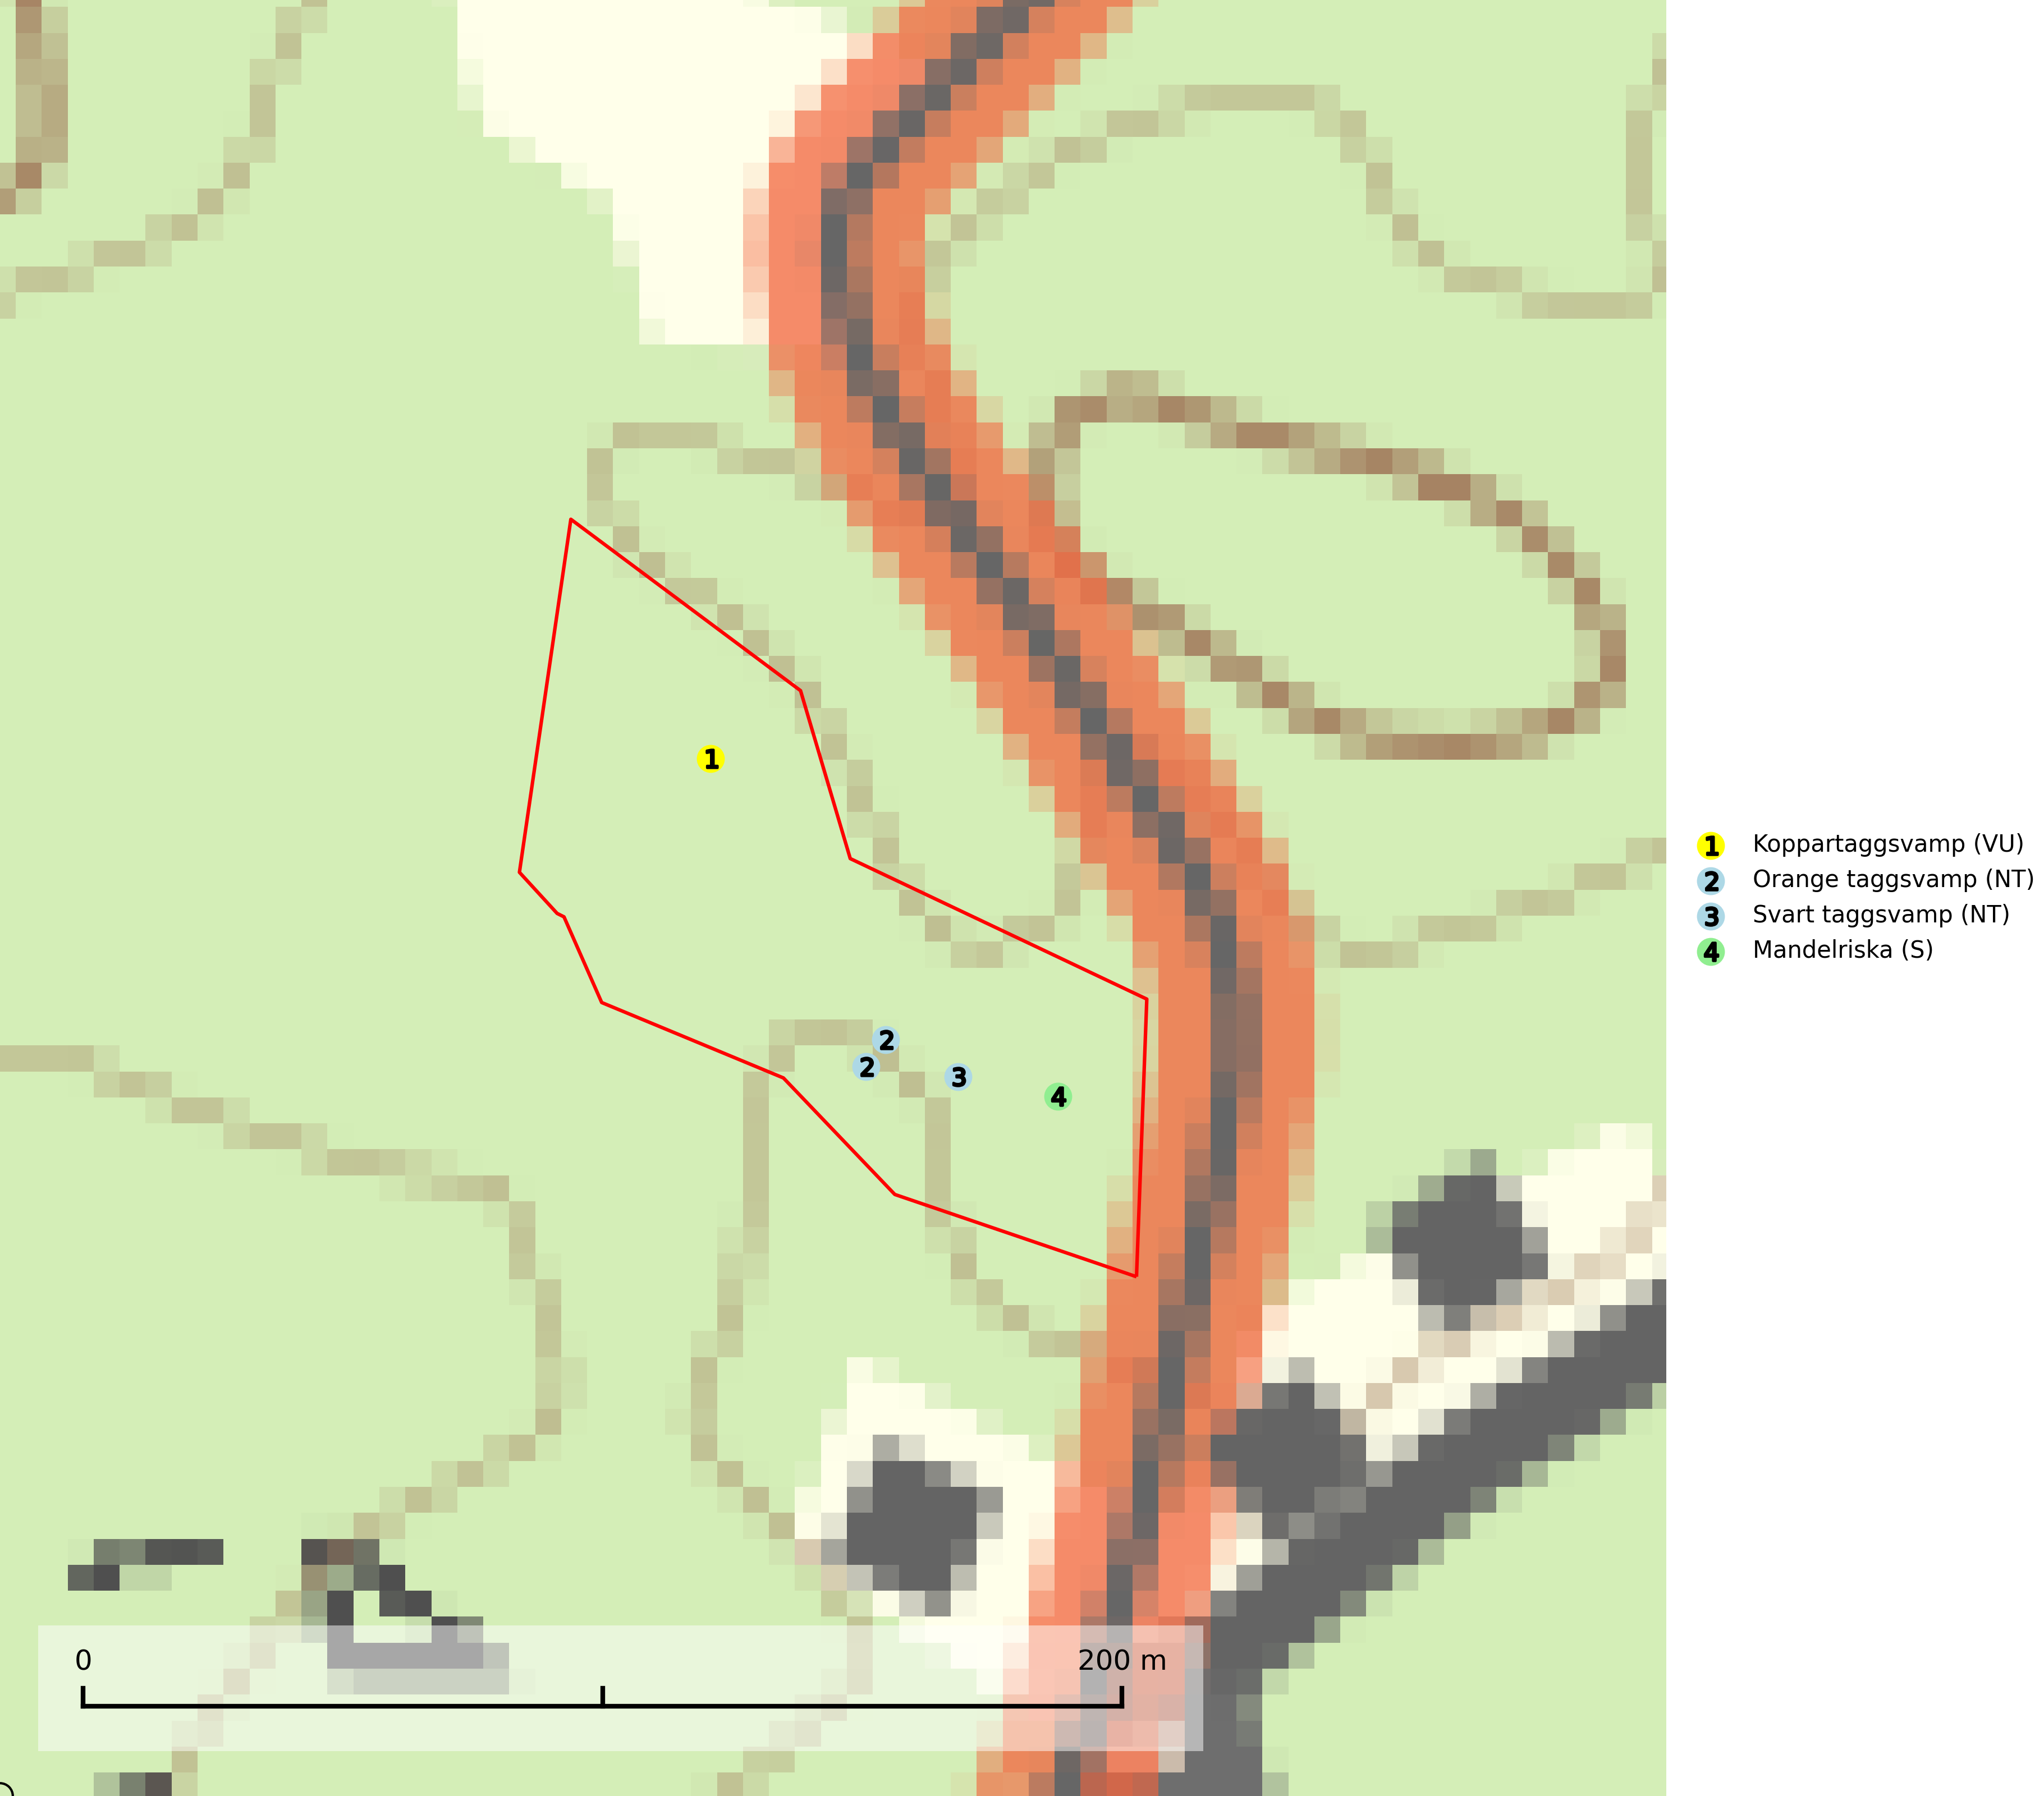 1
2
2
3
4
1 Koppartaggsvamp (VU)
2 Orange taggsvamp (NT)
3 Svart taggsvamp (NT)
4 Mandelriska (S)
0 200 m